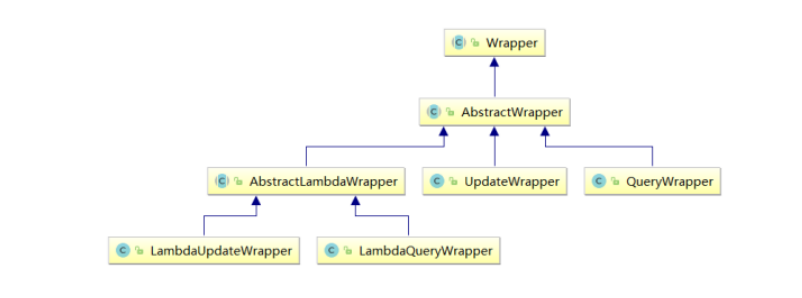 Wrapper
AbstractWrapper
AbstractLambdaWrapper UpdateWrapper QueryWrapper
LambdaUpdateWrapper LambdaQueryWrapper